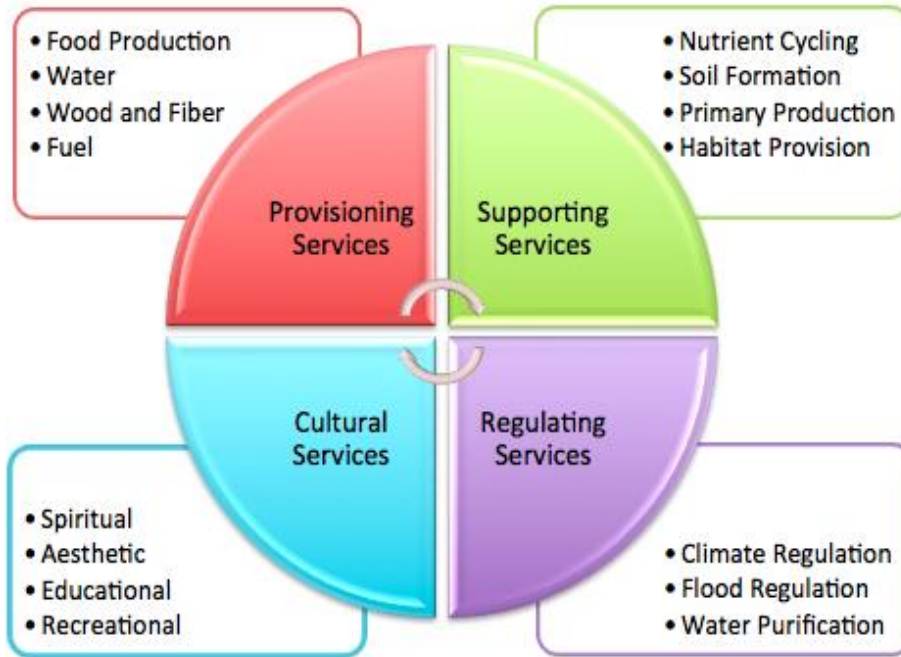 • Food Production
• Water
• Wood and Fiber
• Fuel
• Nutrient Cycling
• Soil Formation
• Primary Production
• Habitat Provision
Provisioning
Services
Supporting
Services
Cultural
Services
Regulating
Services
• Spiritual
• Aesthetic
• Educational
• Recreational
• Climate Regulation
• Flood Regulation
• Water Purification